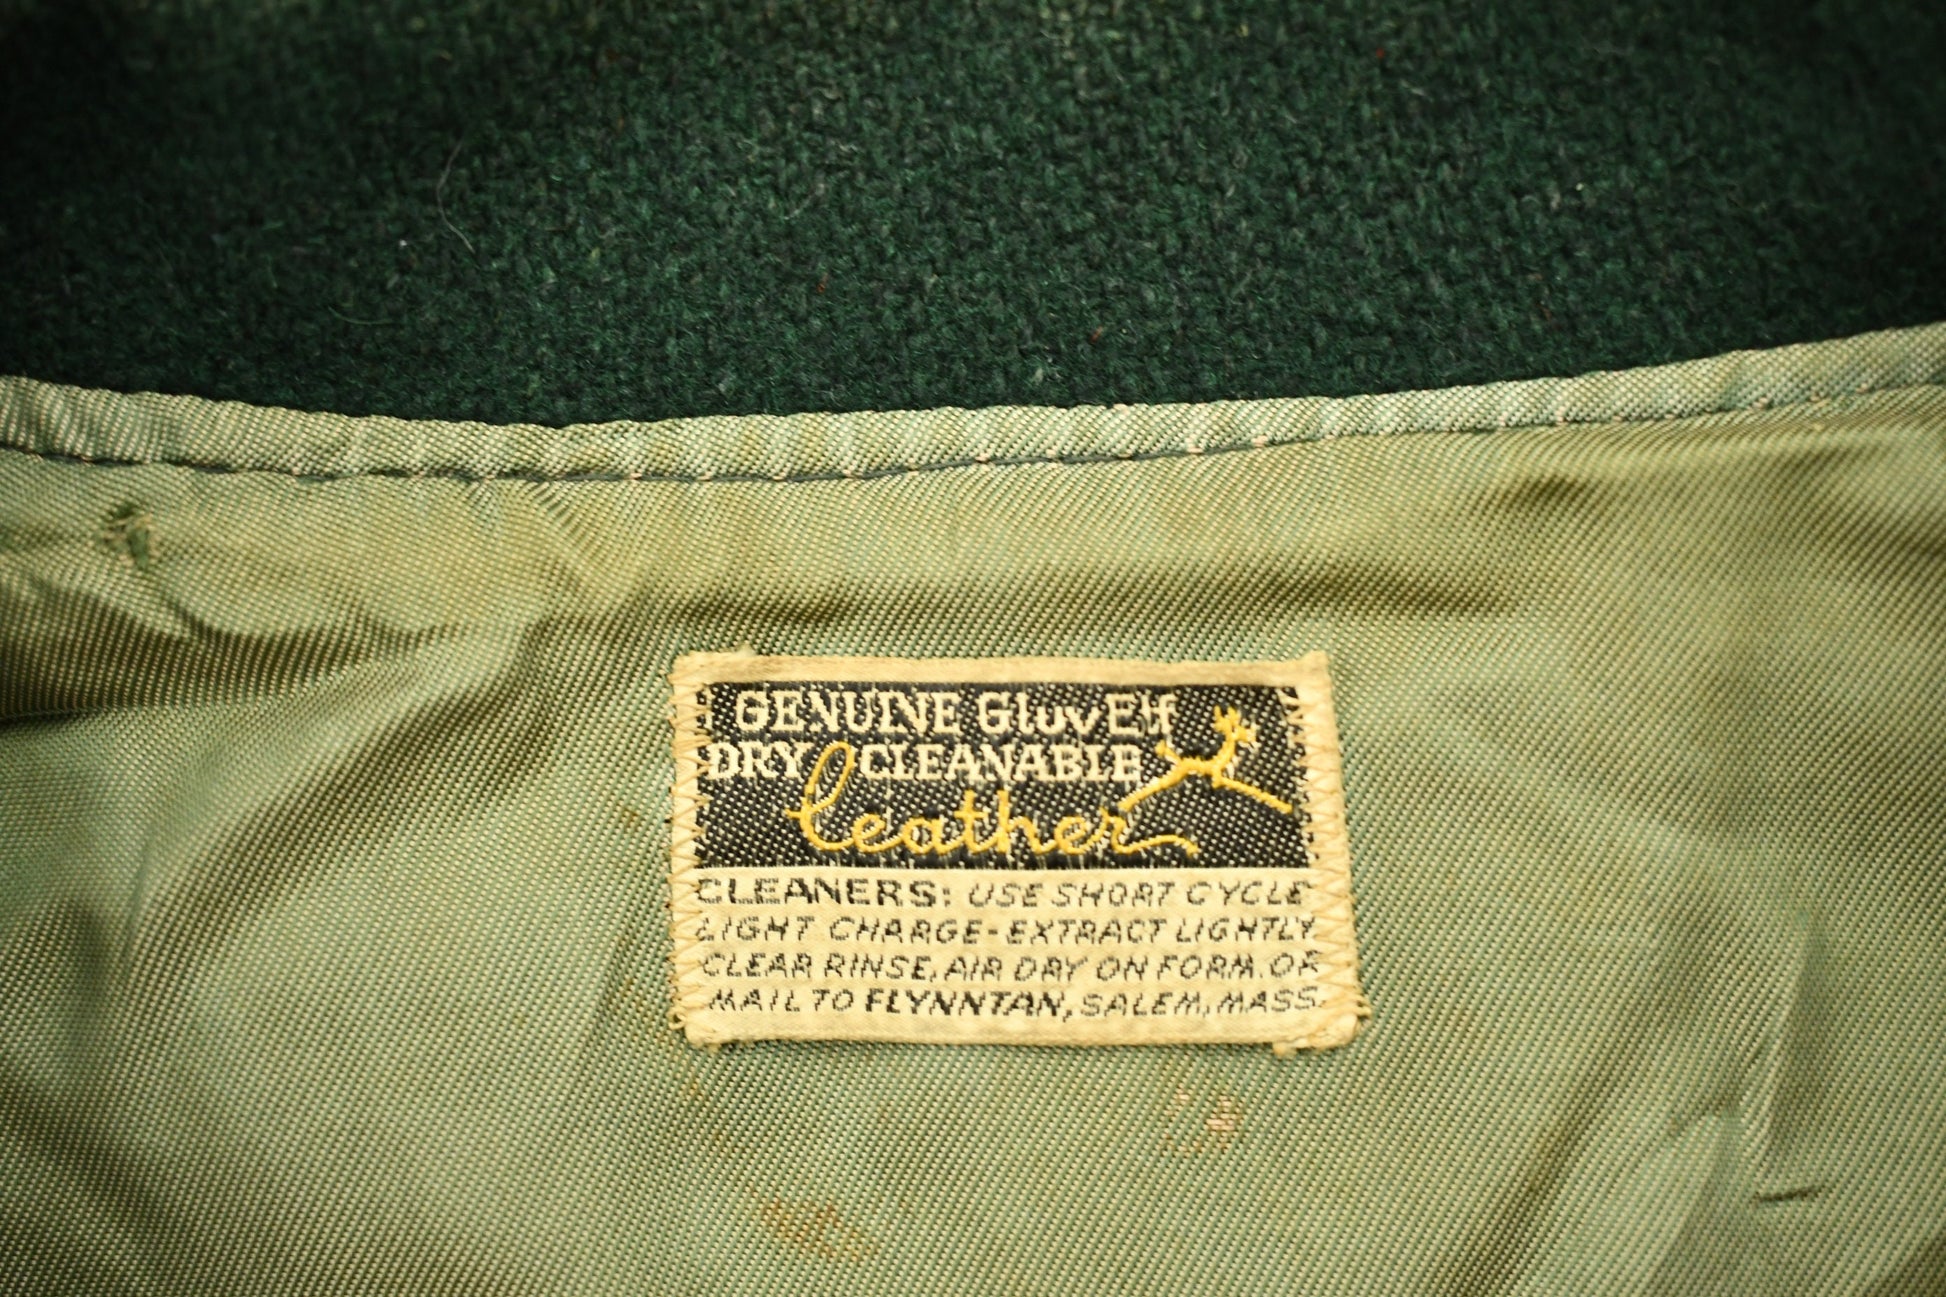 GENUINE GluvElf
DRY CLEANABLE
leather
CLEANERS: USE SHORT CYCLE
LIGHT CHARGE-EXTRACT LIGHTLY
CLEAR RINSE, AIR DRY ON FORM. OR
MAIL TO FLYNNTAN, SALEM, MASS.